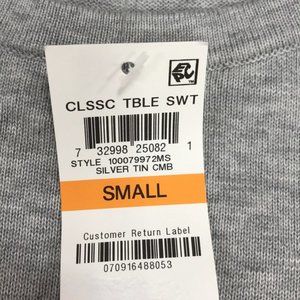 CLSSC TBLE SWT
7 32998 25082 1
STYLE 100079972MS
SILVER TIN CMB
SMALL
Customer Return Label
070916488053